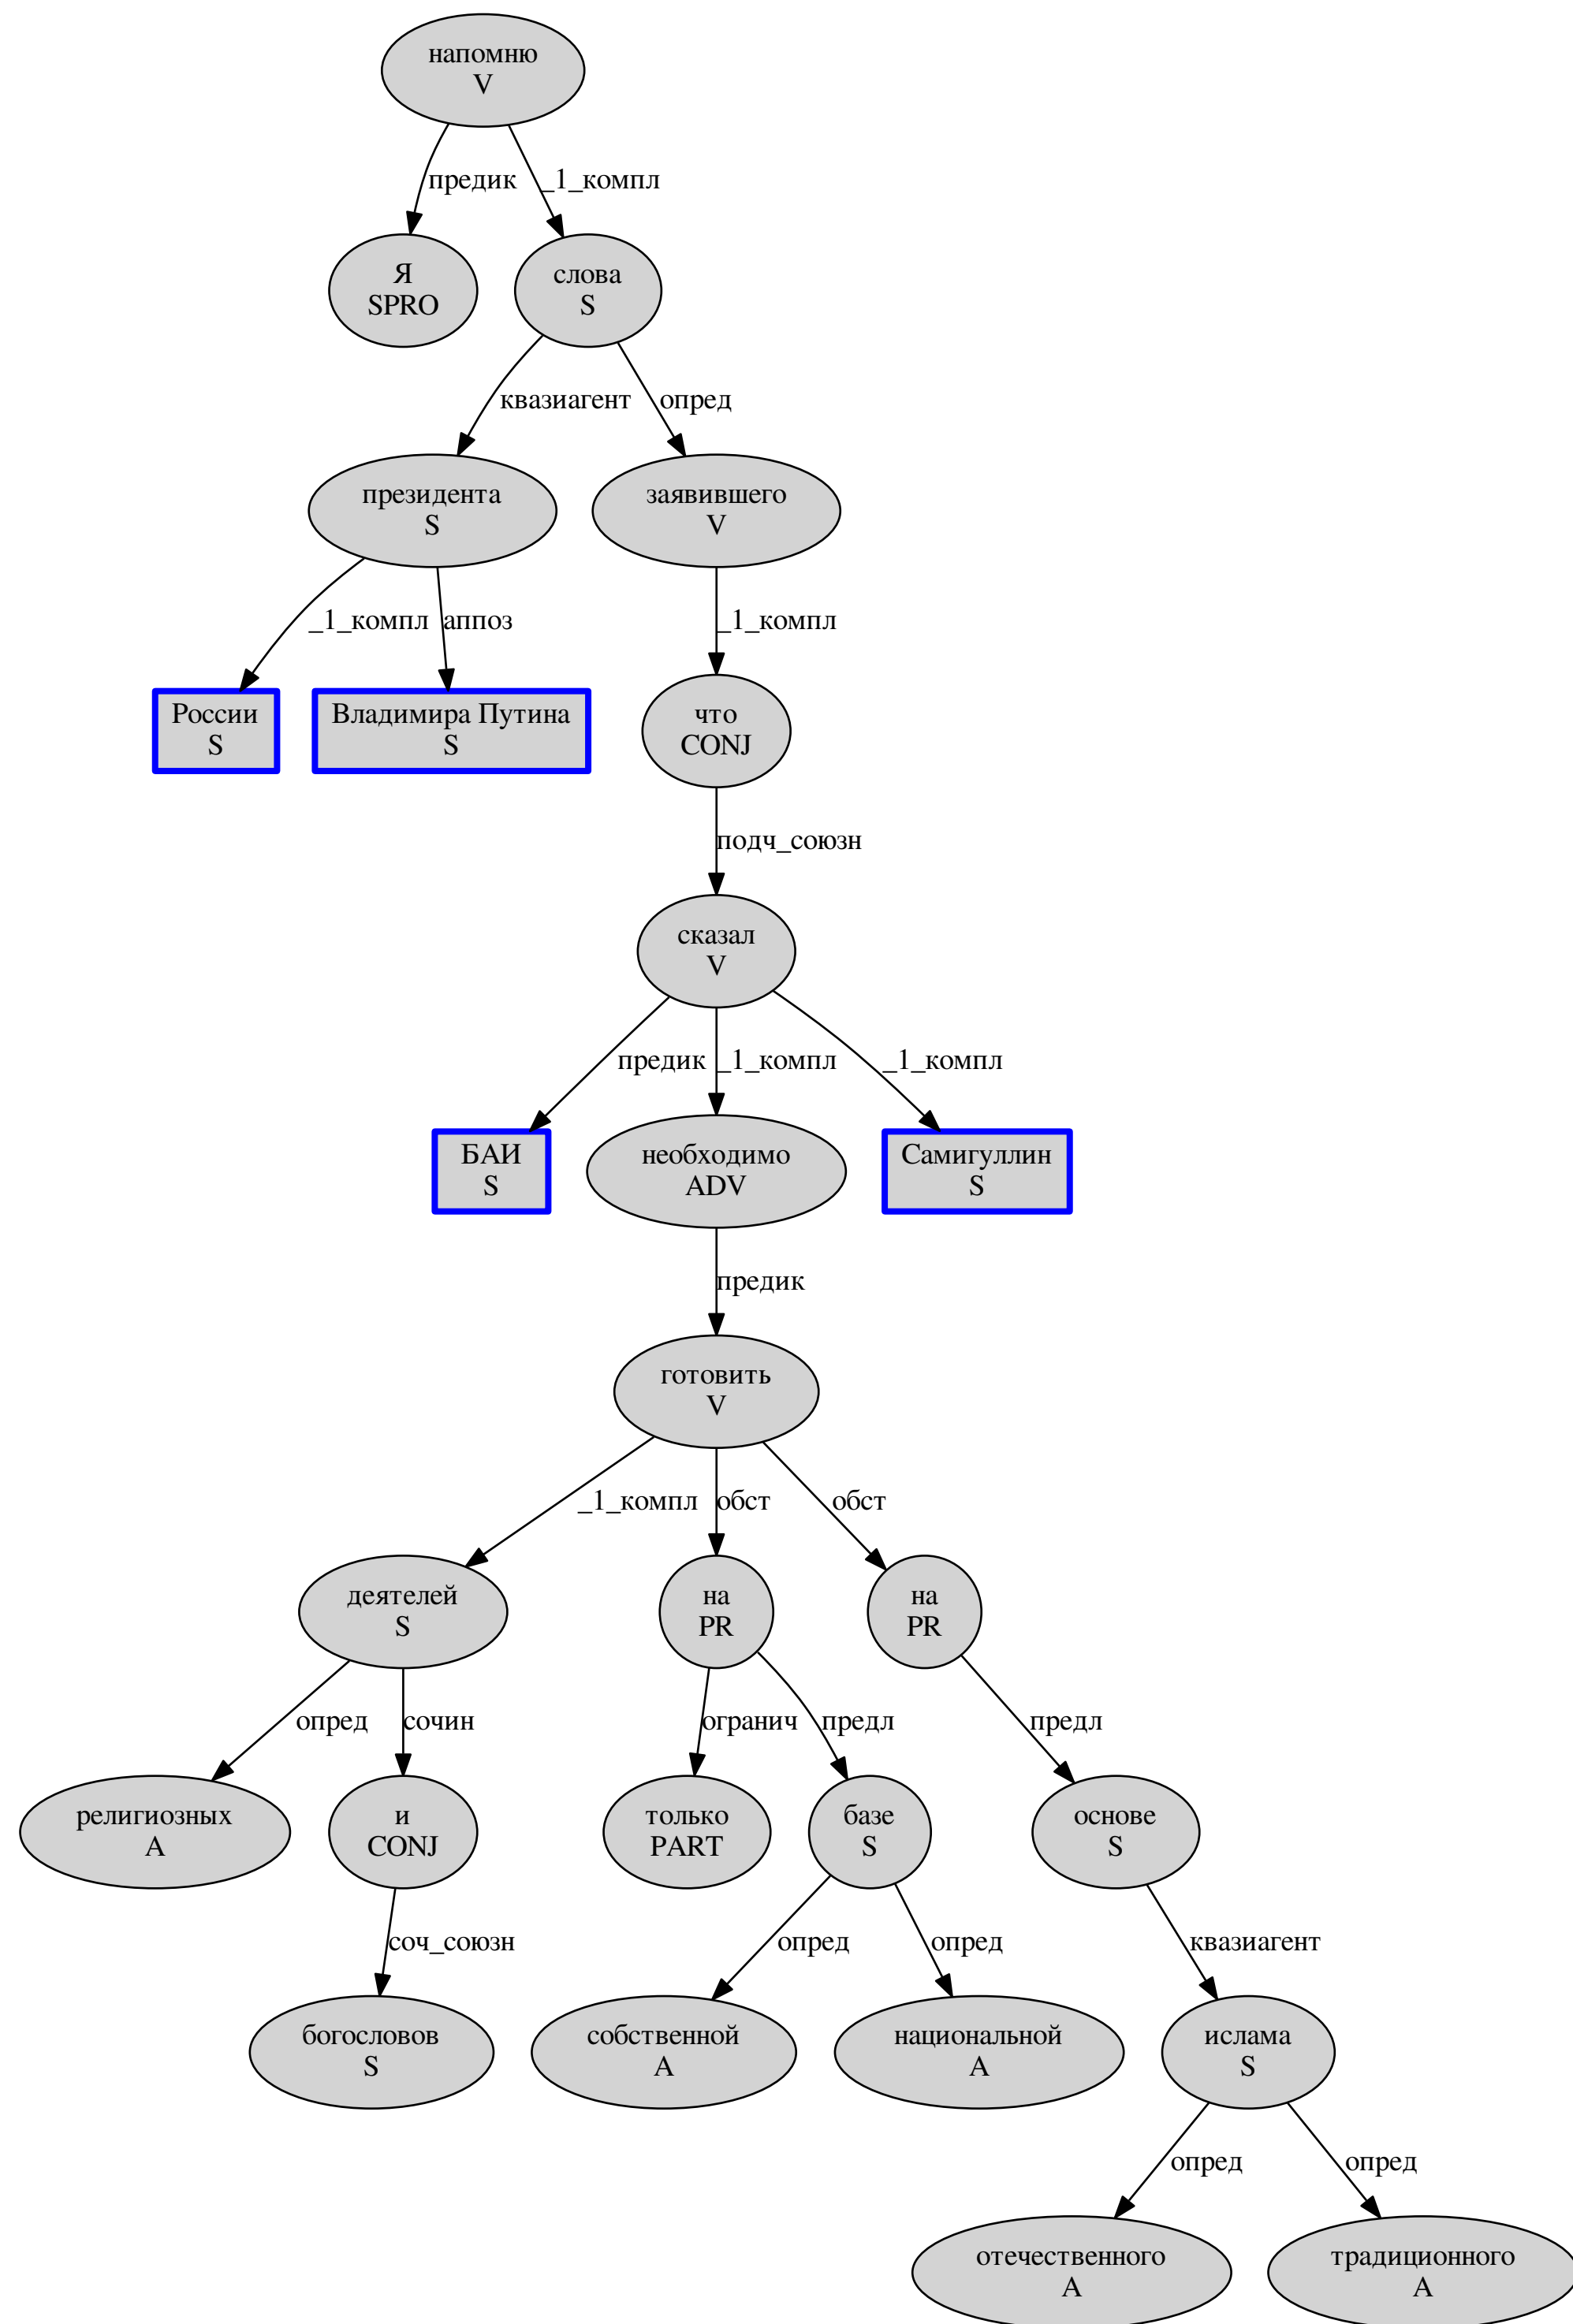 напомню
V
предик
_1_компл
Я
SPRO
слова
S
квазиагент
опред
президента
S
заявившего
V
_1_компл
аппоз
_1_компл
России
S
Владимира Путина
S
что
CONJ
подч_союзн
сказал
V
предик
_1_компл
_1_компл
БАИ
S
необходимо
ADV
Самигуллин
S
предик
готовить
V
_1_компл
обст
обст
деятелей
S
на
PR
на
PR
опред
сочин
огранич
предл
предл
религиозных
A
и
CONJ
только
PART
базе
S
основе
S
соч_союзн
опред
опред
квазиагент
богословов
S
собственной
A
национальной
A
ислама
S
опред
опред
отечественного
A
традиционного
A